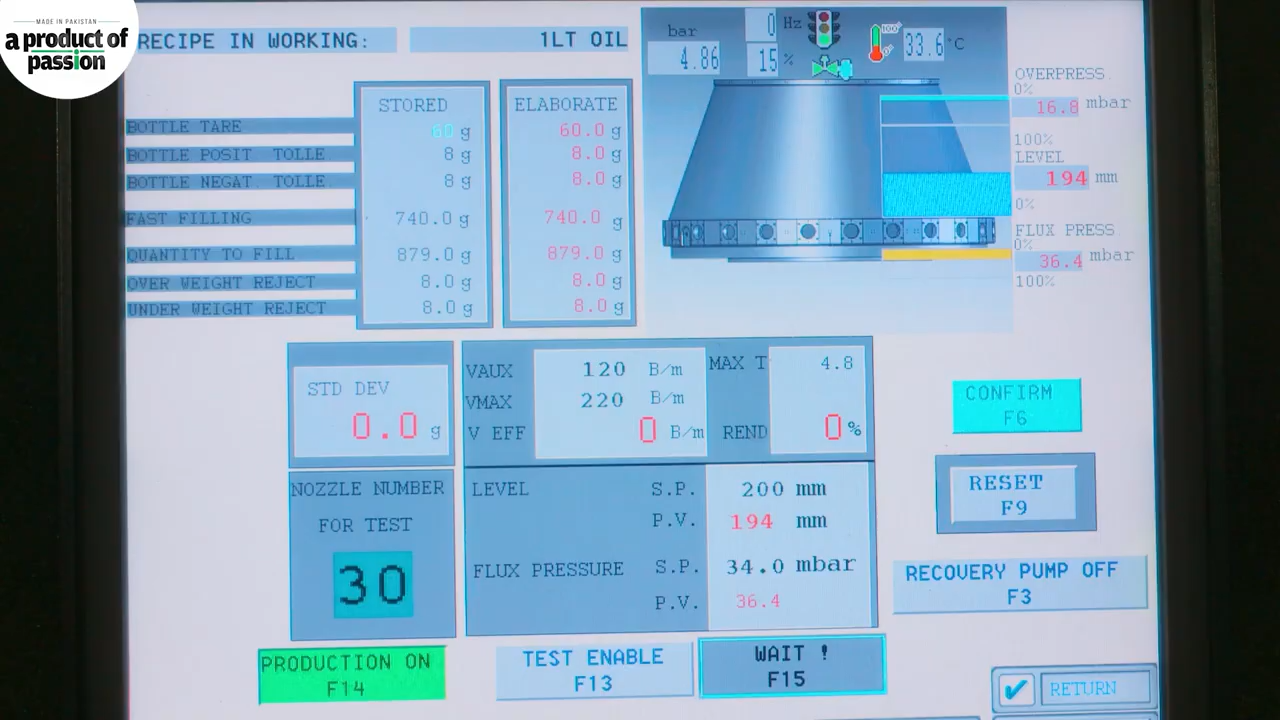 MADE IN PAKISTAN
a product of
passion
RECIPE IN WORKING:
1LT OIL
STORED
ELABORATE
BOTTLE TARE 60 g 60.0 g
BOTTLE POSIT TOLLE. 8 g 8.0 g
BOTTLE NEGAT. TOLLE. 8 g 8.0 g
FAST FILLING 740.0 g 740.0 g
QUANTITY TO FILL 879.0 g 879.0 g
OVER WEIGHT REJECT 8.0 g 8.0 g
UNDER WEIGHT REJECT 8.0 g 8.0 g
bar
4.86
0 Hz
15 %
100°
0°
33.6 °C
OVERPRESS.
0%
16.8 mbar
100%
LEVEL
194 mm
0%
FLUX PRESS.
0%
36.4 mbar
100%
STD DEV
0.0 g
VAUX 120 B/m
VMAX 220 B/m
V EFF 0 B/m
MAX T 4.8
REND 0 %
NOZZLE NUMBER
FOR TEST
30
LEVEL S.P. 200 mm
P.V. 194 mm
FLUX PRESSURE S.P. 34.0 mbar
P.V. 36.4
CONFIRM
F6
RESET
F9
RECOVERY PUMP OFF
F3
PRODUCTION ON
F14
TEST ENABLE
F13
WAIT !
F15
RETURN